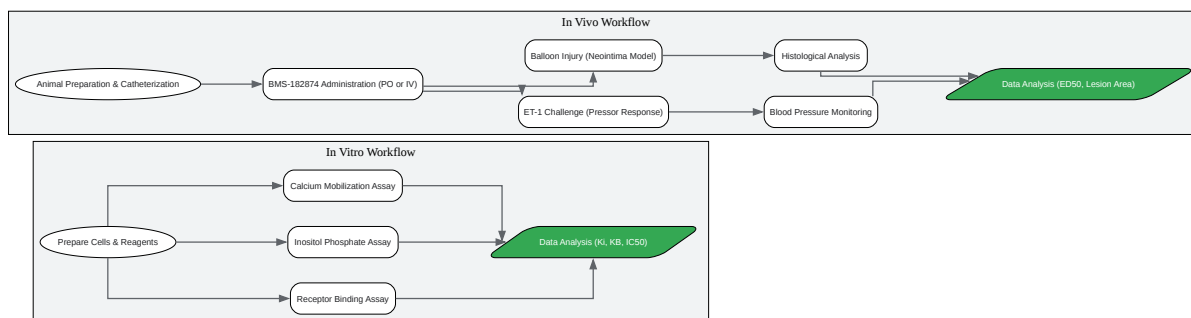 In Vivo Workflow
Balloon Injury (Neointima Model)
Histological Analysis
Animal Preparation & Catheterization
BMS-182874 Administration (PO or IV)
Data Analysis (ED50, Lesion Area)
ET-1 Challenge (Pressor Response)
Blood Pressure Monitoring
In Vitro Workflow
Calcium Mobilization Assay
Prepare Cells & Reagents
Inositol Phosphate Assay
Data Analysis (Ki, KB, IC50)
Receptor Binding Assay